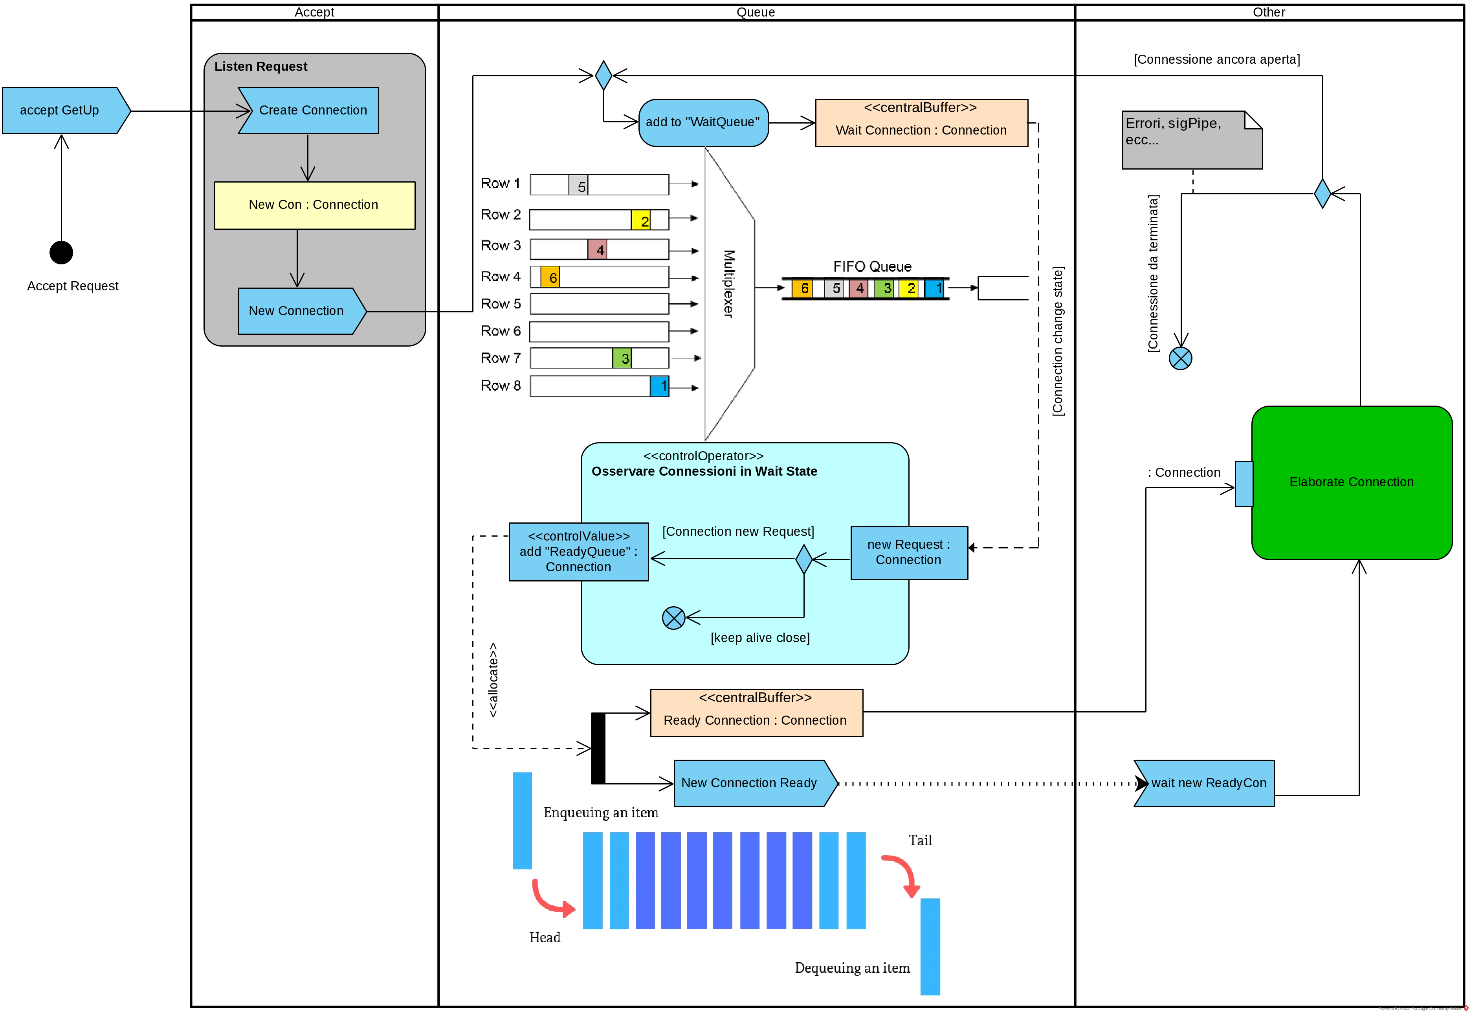 Accept
Queue
Other
Listen Request
accept GetUp
Create Connection
New Con : Connection
New Connection
Accept Request
add to "WaitQueue"
<<centralBuffer>>
Wait Connection : Connection
[Connessione ancora aperta]
Errori, sigPipe,
ecc...
[Connessione da terminata]
[Connection change state]
Row 1
5
Row 2
2
Row 3
4
Row 4
6
Row 5
Row 6
Row 7
3
Row 8
1
Multiplexer
FIFO Queue
6 5 4 3 2 1
<<controlOperator>>
Osservare Connessioni in Wait State
<<controlValue>>
add "ReadyQueue" :
Connection
[Connection new Request]
new Request :
Connection
[keep alive close]
: Connection
Elaborate Connection
<<allocate>>
<<centralBuffer>>
Ready Connection : Connection
New Connection Ready
wait new ReadyCon
Enqueuing an item
Tail
Head
Dequeuing an item